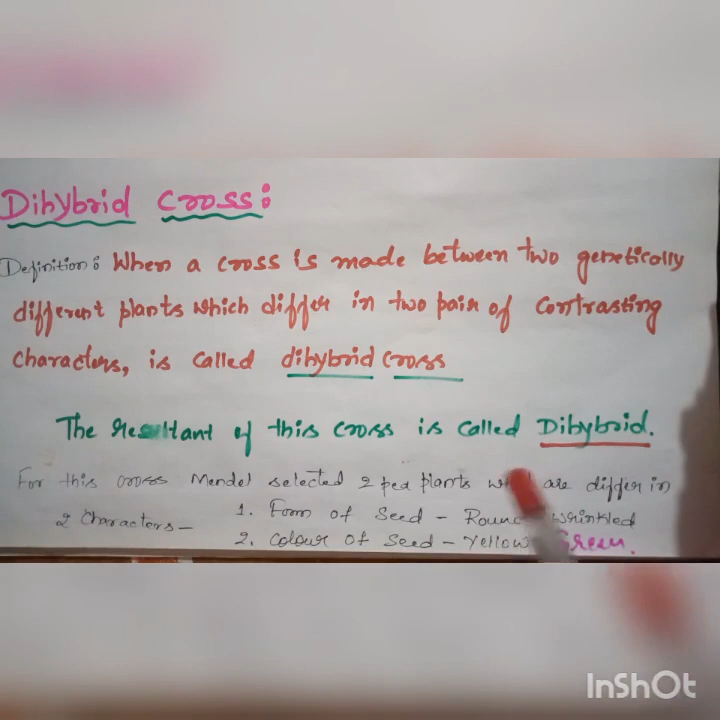 Dihybrid Cross:
Definition: When a cross is made between two genetically
different plants which differ in two pair of contrasting
characters, is called dihybrid cross
The resultant of this cross is called Dihybrid.
For this cross Mendel selected 2 pea plants are differ in
2 Characters-
1. Form of Seed - Round wrinkled
2. Colour of Seed - Yellow Green.
InShOt